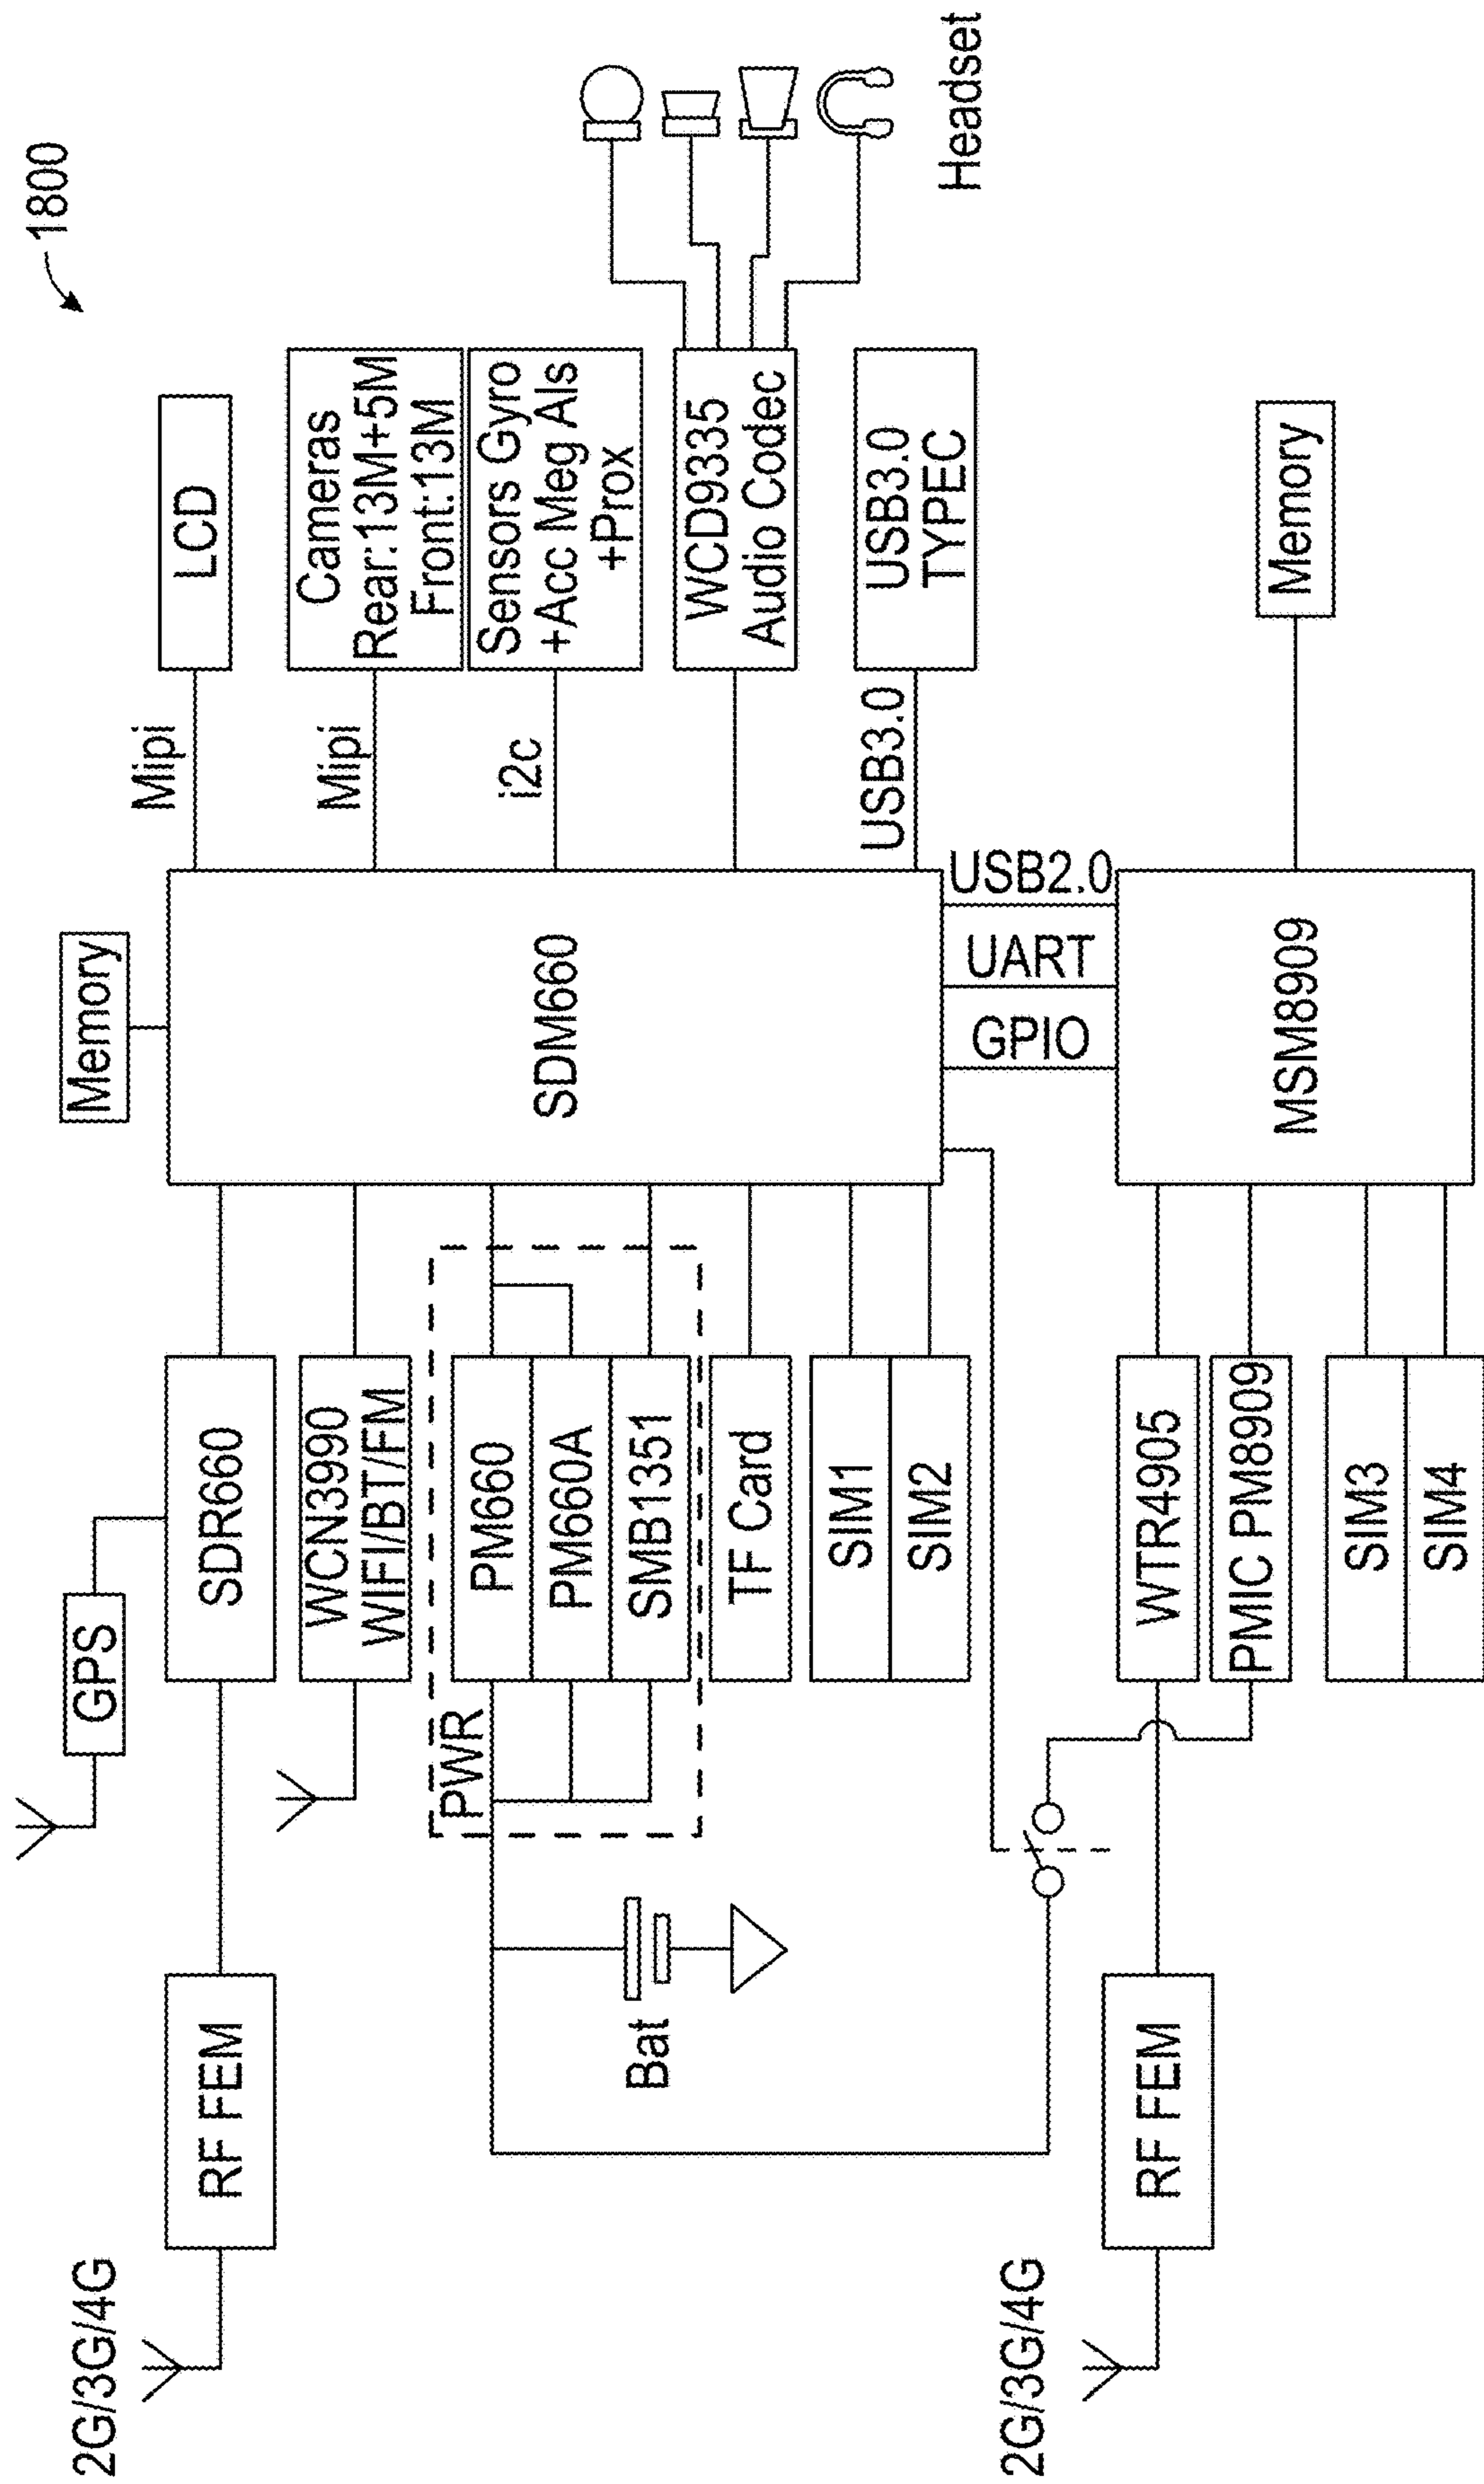 1800
2G/3G/4G
RF FEM
GPS
SDR660
WCN3990
WIFI/BT/FM
PWR
PM660
PM660A
SMB1351
TF Card
SIM1
SIM2
Bat
Memory
SDM660
Mipi
LCD
Mipi
Cameras
Rear:13M+5M
Front:13M
i2c
Sensors Gyro
+Acc Meg Als
+Prox
WCD9335
Audio Codec
Headset
USB3.0
USB3.0
TYPEC
USB2.0
UART
GPIO
2G/3G/4G
RF FEM
WTR4905
PMIC PM8909
SIM3
SIM4
MSM8909
Memory